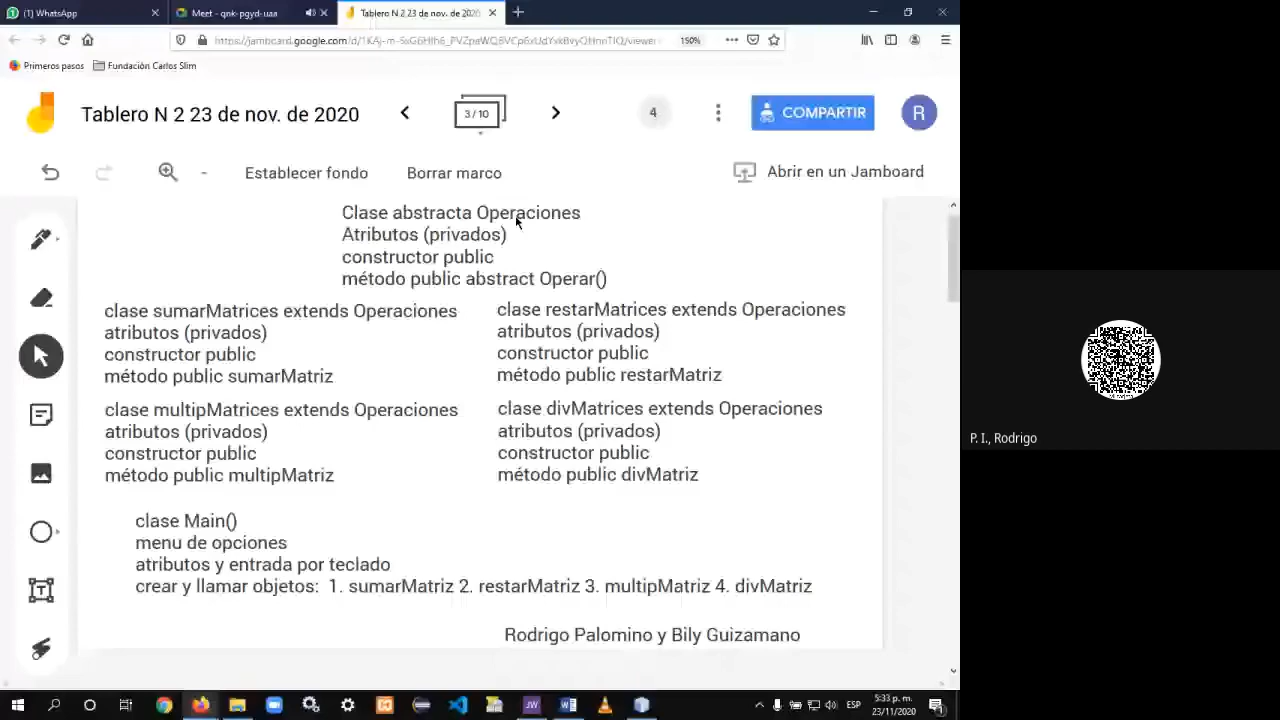 (1) WhatsApp
Meet - qnk-pgyd-uaa
Tablero N 2 23 de nov. de 2020
150%
Primeros pasos
Fundación Carlos Slim
Tablero N 2 23 de nov. de 2020
3 / 10
4
COMPARTIR
R
Establecer fondo
Borrar marco
Abrir en un Jamboard
Clase abstracta Operaciones
Atributos (privados)
constructor public
método public abstract Operar()
clase sumarMatrices extends Operaciones
atributos (privados)
constructor public
método public sumarMatriz
clase restarMatrices extends Operaciones
atributos (privados)
constructor public
método public restarMatriz
clase multipMatrices extends Operaciones
atributos (privados)
constructor public
método public multipMatriz
clase divMatrices extends Operaciones
atributos (privados)
constructor public
método public divMatriz
clase Main()
menu de opciones
atributos y entrada por teclado
crear y llamar objetos: 1. sumarMatriz 2. restarMatriz 3. multipMatriz 4. divMatriz
Rodrigo Palomino y Bily Guizamano
P. I., Rodrigo
JW
ESP
5:33 p. m.
23/11/2020